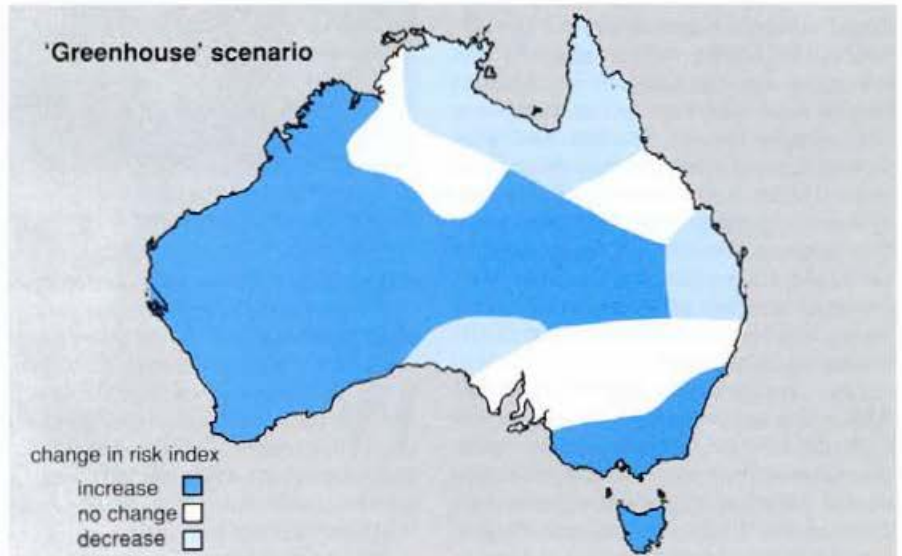 'Greenhouse' scenario
change in risk index
increase
no change
decrease